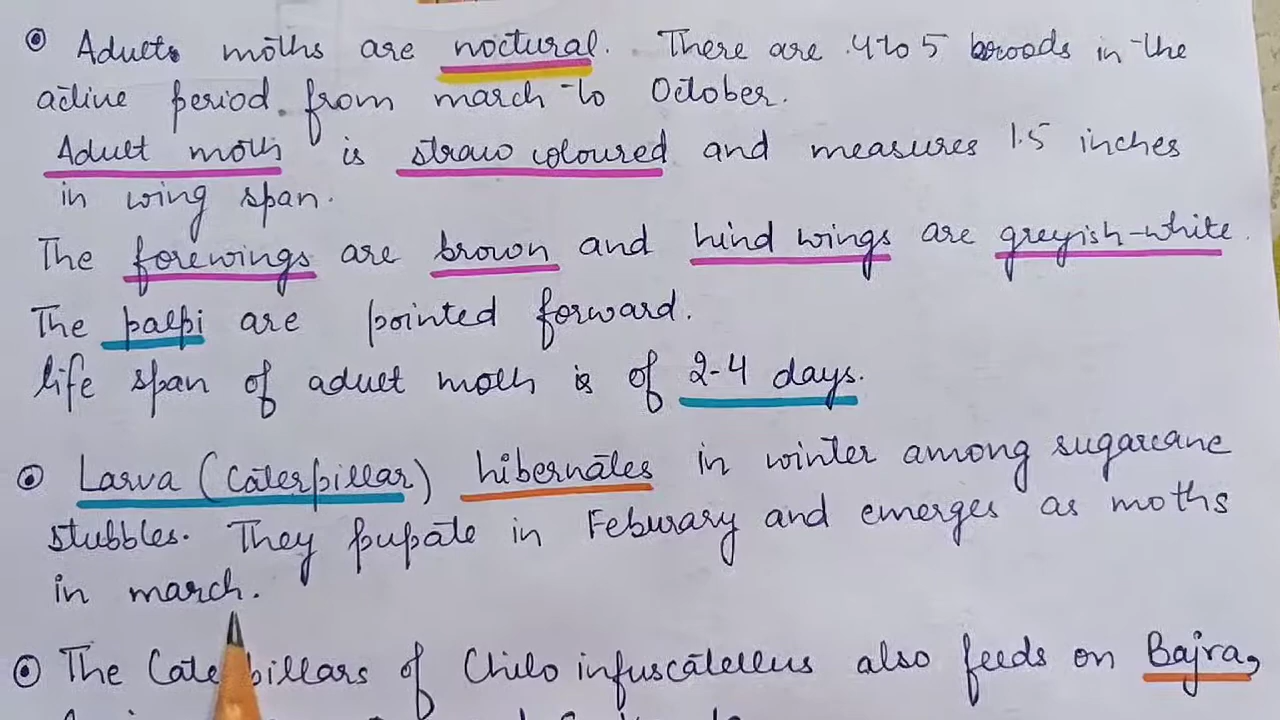 Adults moths are noctural. There are 4 to 5 broods in the
active period from march to October.
Adult moth is straw coloured and measures 1.5 inches
in wing span.
The forewings are brown and hind wings are greyish-white.
The palpi are pointed forward.
life span of adult moth is of 2-4 days.
Larva (Caterpillar) hibernates in winter among sugarcane
stubbles. They pupate in Feburary and emerges as moths
in march.
The Caterpillars of Chilo infuscatellus also feeds on Bajra,